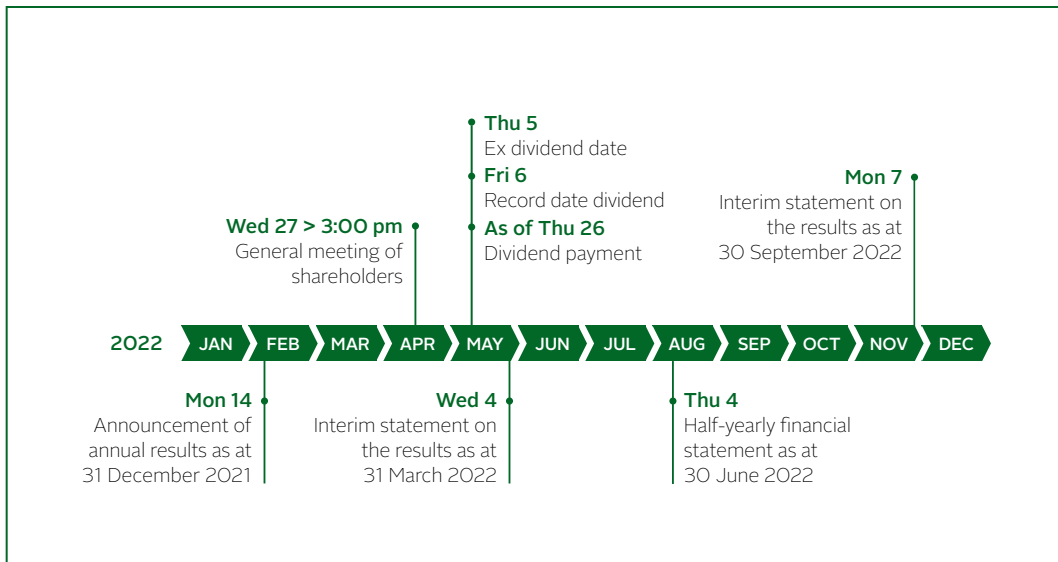 Thu 5
Ex dividend date
Fri 6
Record date dividend
As of Thu 26
Dividend payment
Wed 27 > 3:00 pm
General meeting of
shareholders
Mon 7
Interim statement on
the results as at
30 September 2022
2022 JAN FEB MAR APR MAY JUN JUL AUG SEP OCT NOV DEC
Mon 14
Announcement of
annual results as at
31 December 2021
Wed 4
Interim statement on
the results as at
31 March 2022
Thu 4
Half-yearly financial
statement as at
30 June 2022